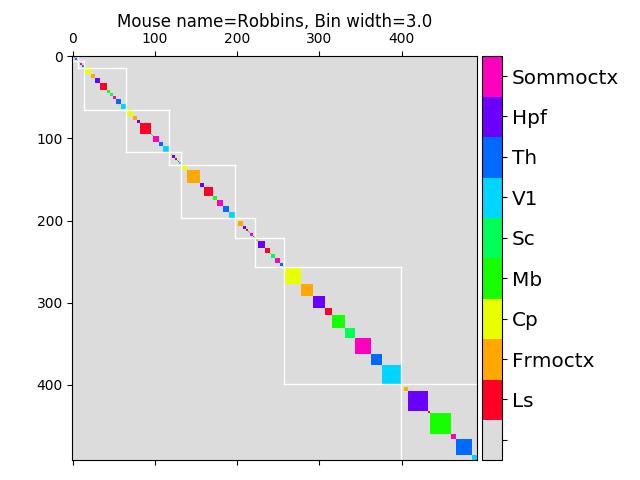 Mouse name=Robbins, Bin width=3.0
0 100 200 300 400
0
100
200
300
400
Sommoctx
Hpf
Th
V1
Sc
Mb
Cp
Frmoctx
Ls